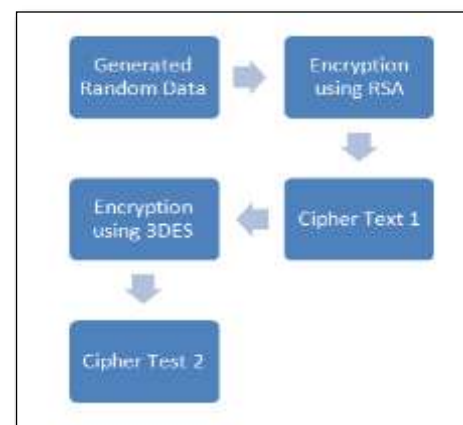 Generated
Random Data
Encryption
using RSA
Cipher Text 1
Encryption
using 3DES
Cipher Test 2